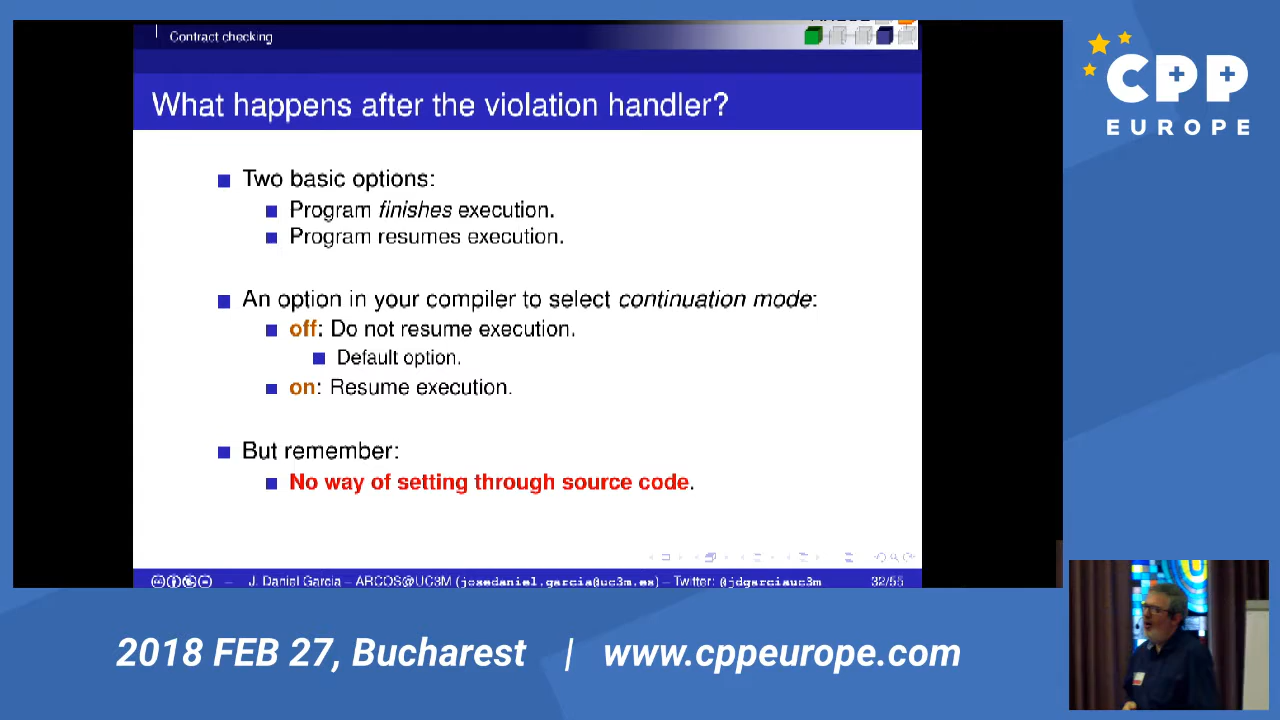 Contract checking
What happens after the violation handler?
Two basic options:
Program finishes execution.
Program resumes execution.
An option in your compiler to select continuation mode:
off: Do not resume execution.
Default option.
on: Resume execution.
But remember:
No way of setting through source code.
J. Daniel Garcia – ARCOS@UC3M (josedaniel.garcia@uc3m.es) – Twitter: @jdgarciauc3m 32/55
CPP
EUROPE
2018 FEB 27, Bucharest | www.cppeurope.com